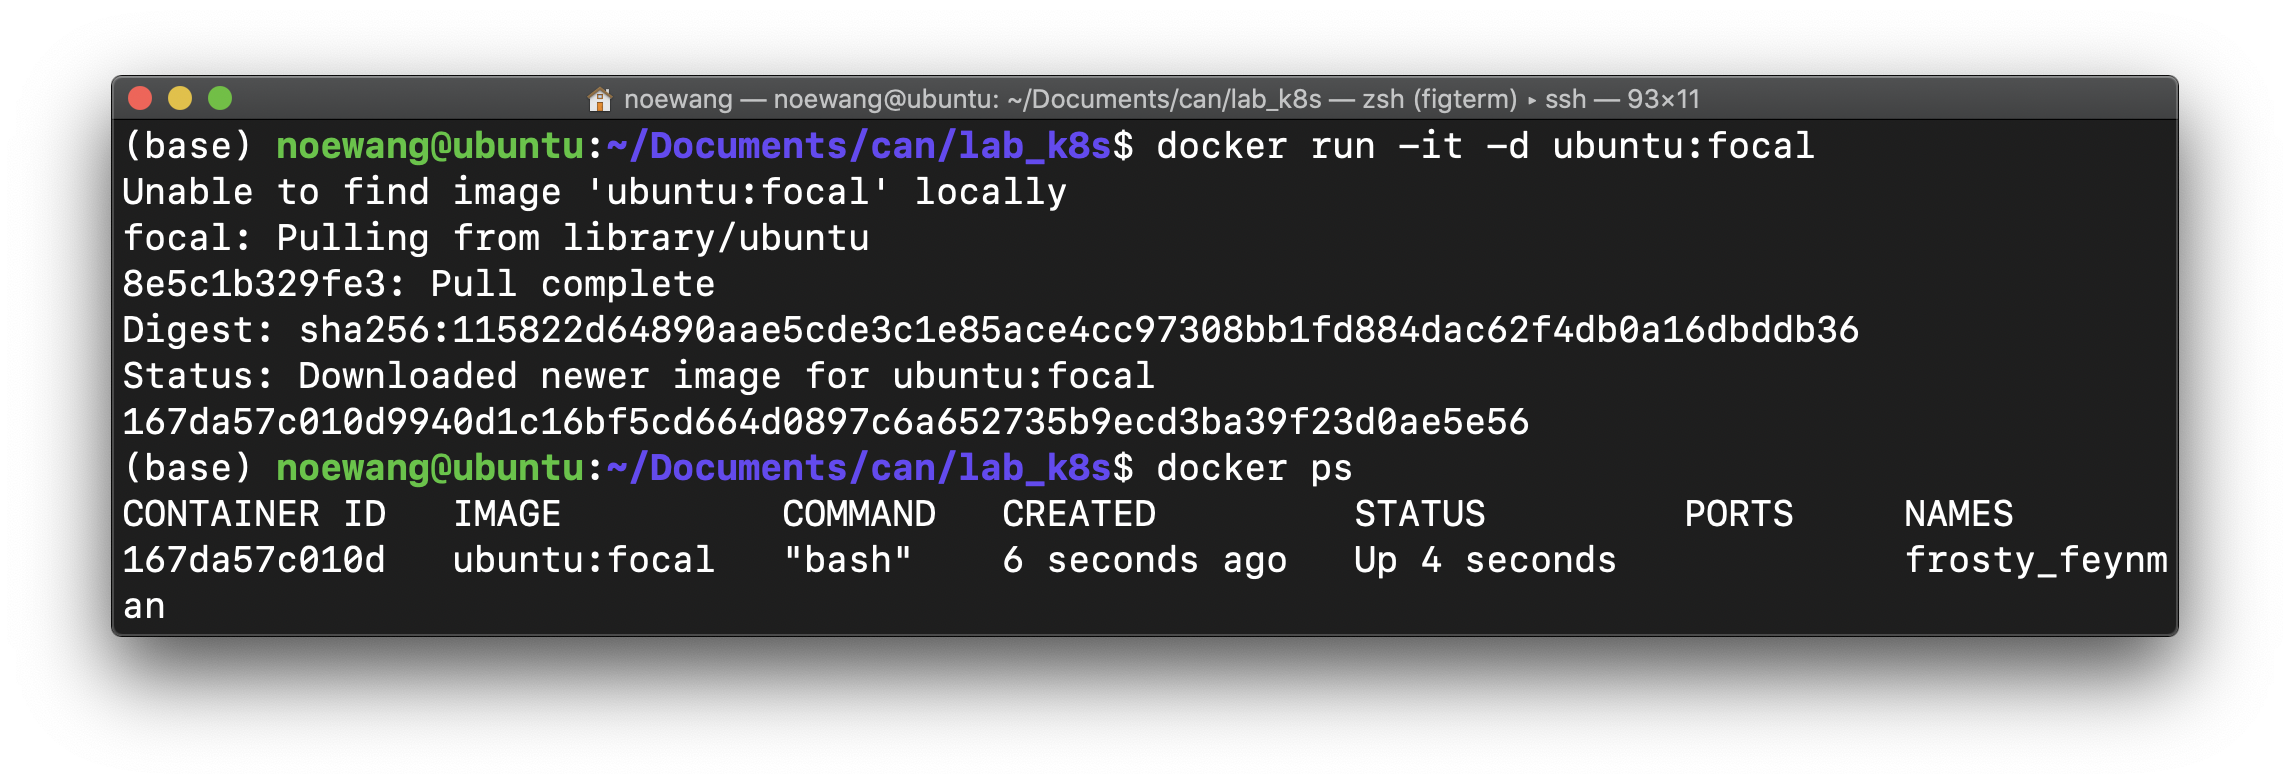 noewang — noewang@ubuntu: ~/Documents/can/lab_k8s — zsh (figterm) ▸ ssh — 93×11
(base) noewang@ubuntu:~/Documents/can/lab_k8s$ docker run -it -d ubuntu:focal
Unable to find image 'ubuntu:focal' locally
focal: Pulling from library/ubuntu
8e5c1b329fe3: Pull complete
Digest: sha256:115822d64890aae5cde3c1e85ace4cc97308bb1fd884dac62f4db0a16dbddb36
Status: Downloaded newer image for ubuntu:focal
167da57c010d9940d1c16bf5cd664d0897c6a652735b9ecd3ba39f23d0ae5e56
(base) noewang@ubuntu:~/Documents/can/lab_k8s$ docker ps
CONTAINER ID   IMAGE          COMMAND   CREATED         STATUS         PORTS     NAMES
167da57c010d   ubuntu:focal   "bash"   6 seconds ago   Up 4 seconds             frosty_feynm
an